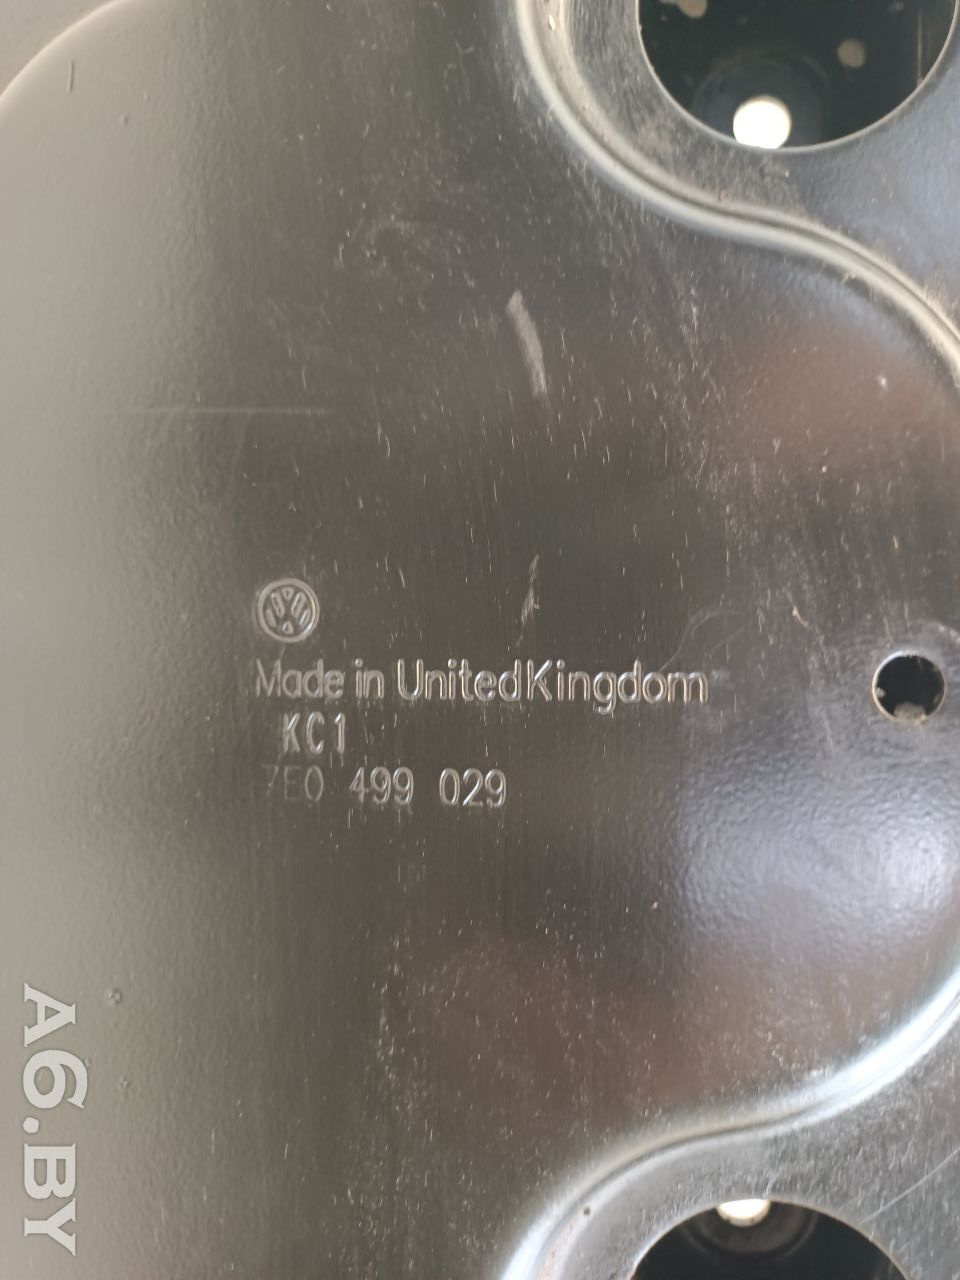 Made in United Kingdom
KC1
7E0 499 029
A6.BY